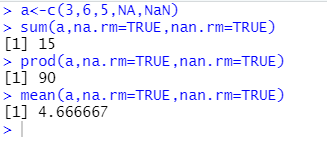 > a<-c(3,6,5,NA,NaN)
> sum(a,na.rm=TRUE,nan.rm=TRUE)
[1] 15
> prod(a,na.rm=TRUE,nan.rm=TRUE)
[1] 90
> mean(a,na.rm=TRUE,nan.rm=TRUE)
[1] 4.666667
>